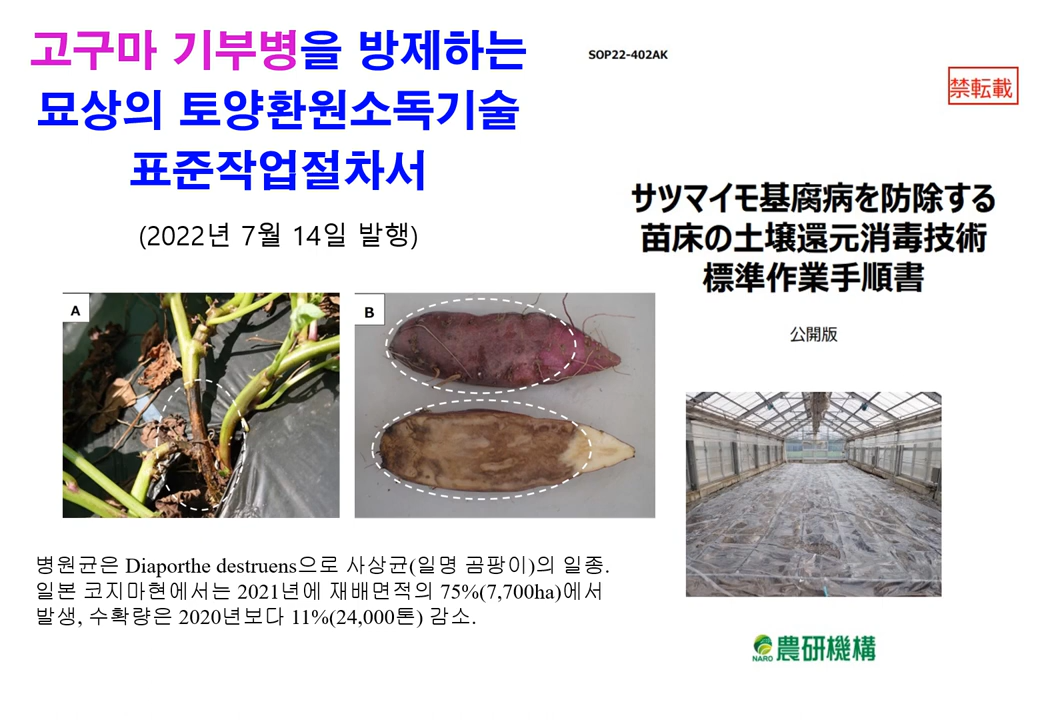 고구마 기부병을 방제하는
묘상의 토양환원소독기술
표준작업절차서
(2022년 7월 14일 발행)
A
B
병원균은 Diaporthe destruens으로 사상균(일명 곰팡이)의 일종.
일본 코지마현에서는 2021년에 재배면적의 75%(7,700ha)에서
발생, 수확량은 2020년보다 11%(24,000톤) 감소.
SOP22-402AK
禁転載
サツマイモ基腐病を防除する
苗床の土壌還元消毒技術
標準作業手順書
公開版
NARO 農研機構